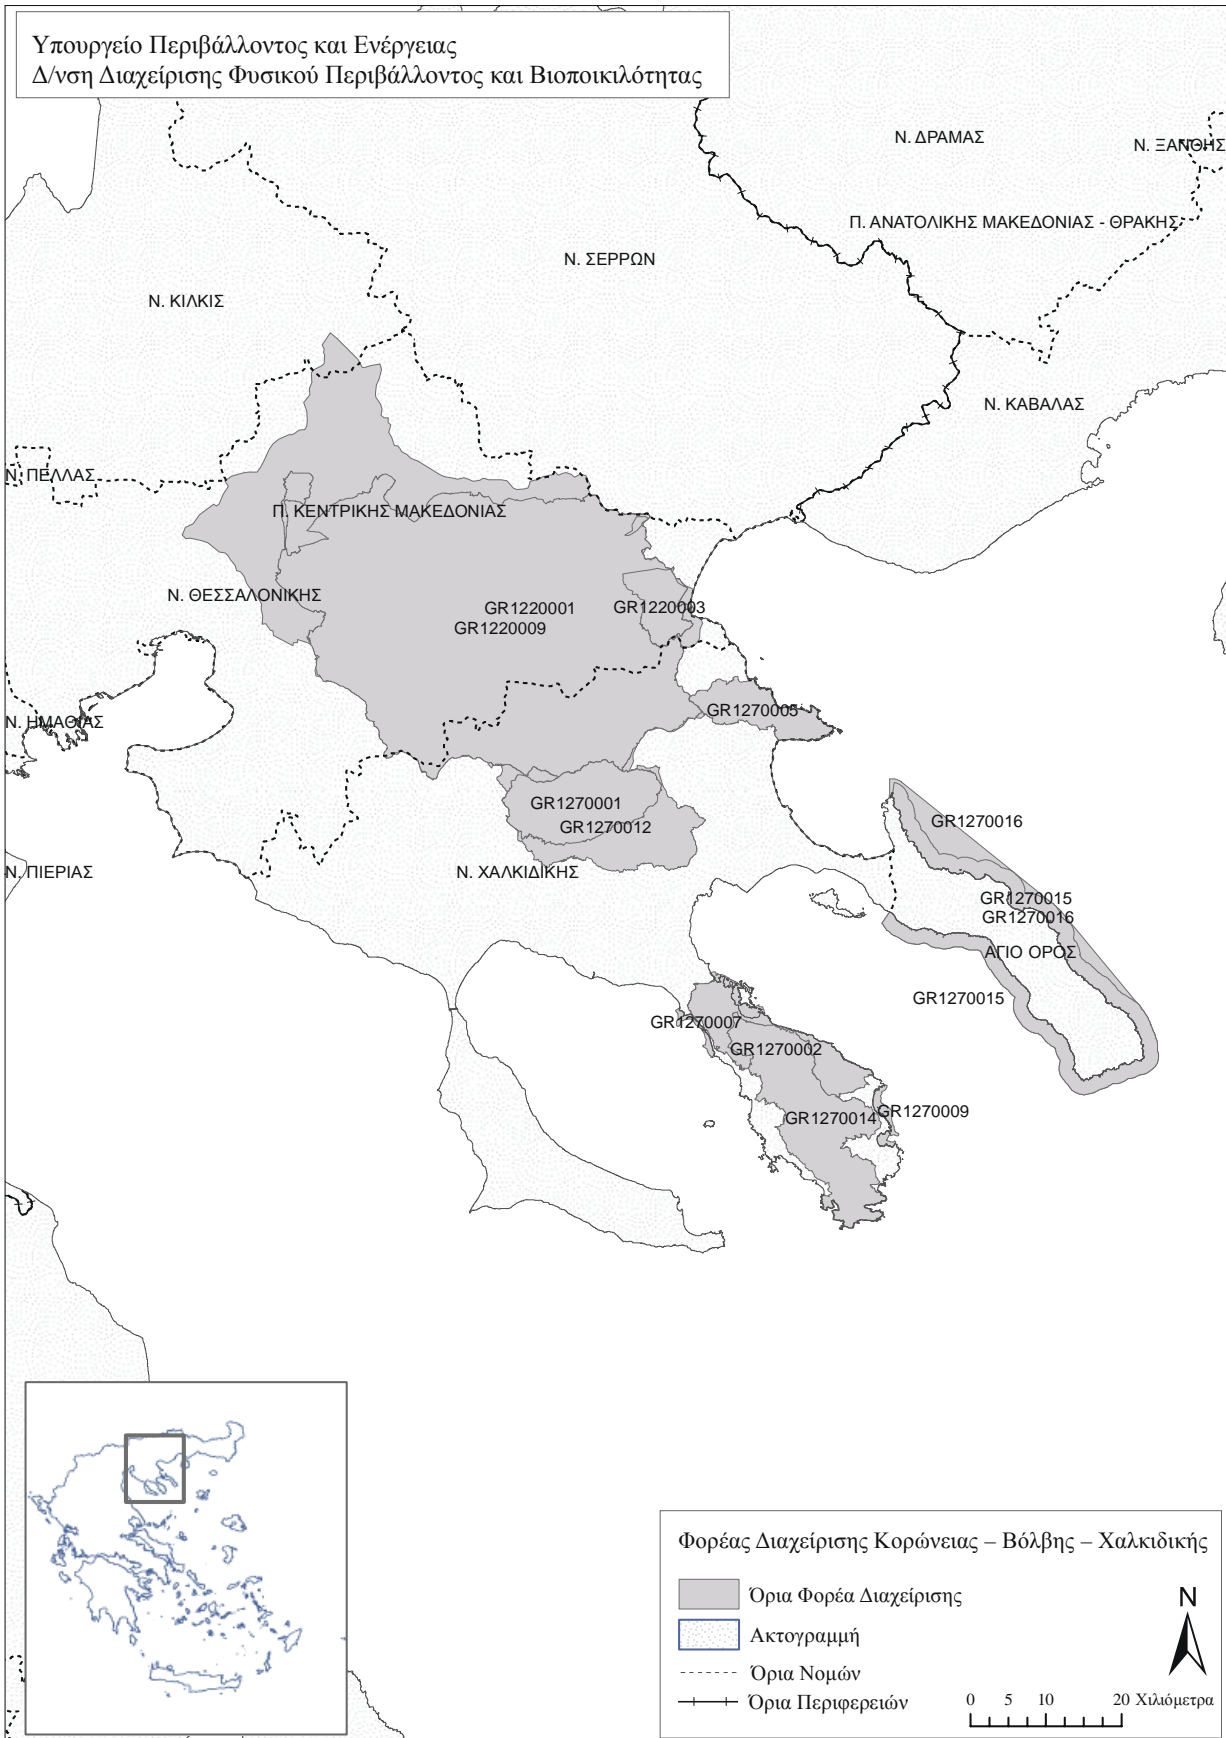 Υπουργείο Περιβάλλοντος και Ενέργειας
Δ/νση Διαχείρισης Φυσικού Περιβάλλοντος και Βιοποικιλότητας
Ν. ΔΡΑΜΑΣ
Ν. ΞΑΝΘΗΣ
Π. ΑΝΑΤΟΛΙΚΗΣ ΜΑΚΕΔΟΝΙΑΣ - ΘΡΑΚΗΣ
Ν. ΣΕΡΡΩΝ
Ν. ΚΙΛΚΙΣ
Ν. ΚΑΒΑΛΑΣ
Ν. ΠΕΛΛΑΣ
Π. ΚΕΝΤΡΙΚΗΣ ΜΑΚΕΔΟΝΙΑΣ
Ν. ΘΕΣΣΑΛΟΝΙΚΗΣ
GR1220001
GR1220003
GR1220009
GR1270005
Ν. ΗΜΑΘΙΑΣ
GR1270001
GR1270016
GR1270012
Ν. ΠΙΕΡΙΑΣ
Ν. ΧΑΛΚΙΔΙΚΗΣ
GR1270015
GR1270016
ΑΓΙΟ ΟΡΟΣ
GR1270015
GR1270007
GR1270002
GR1270009
GR1270014
Φορέας Διαχείρισης Κορώνειας – Βόλβης – Χαλκιδικής
Όρια Φορέα Διαχείρισης
Ακτογραμμή
Όρια Νομών
Όρια Περιφερειών
N
0 5 10 20 Χιλιόμετρα